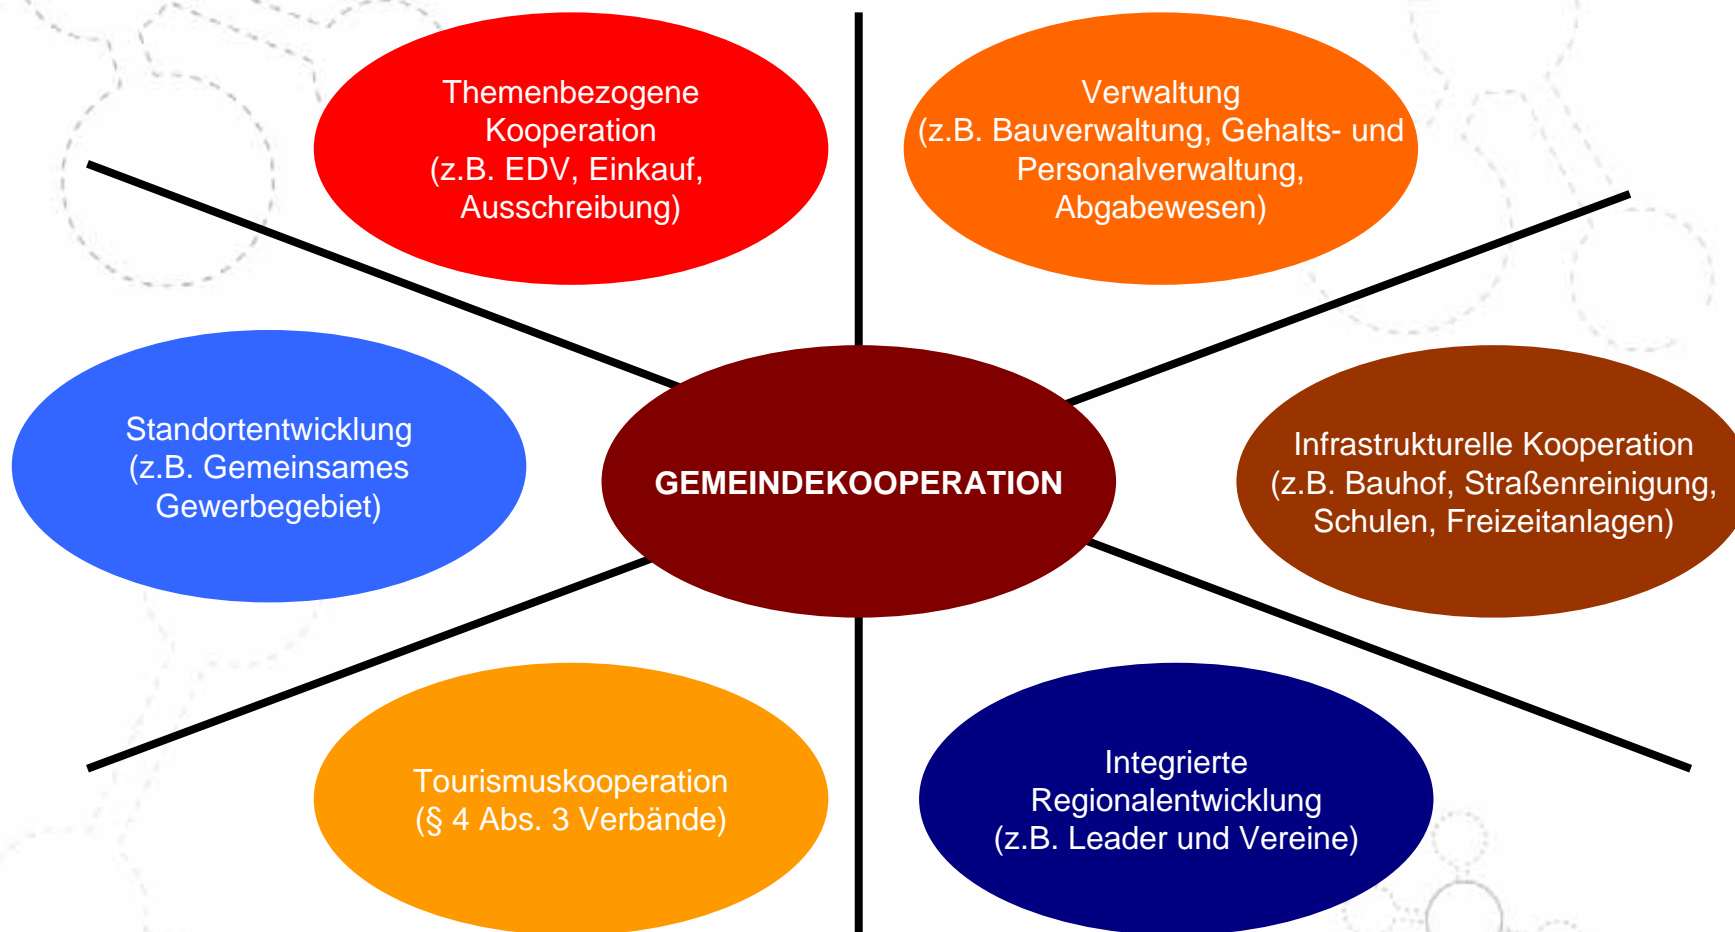 Themenbezogene
Kooperation
(z.B. EDV, Einkauf,
Ausschreibung)
Verwaltung
(z.B. Bauverwaltung, Gehalts- und
Personalverwaltung,
Abgabewesen)
Standortentwicklung
(z.B. Gemeinsames
Gewerbegebiet)
GEMEINDEKOOPERATION
Infrastrukturelle Kooperation
(z.B. Bauhof, Straßenreinigung,
Schulen, Freizeitanlagen)
Tourismuskooperation
(§ 4 Abs. 3 Verbände)
Integrierte
Regionalentwicklung
(z.B. Leader und Vereine)